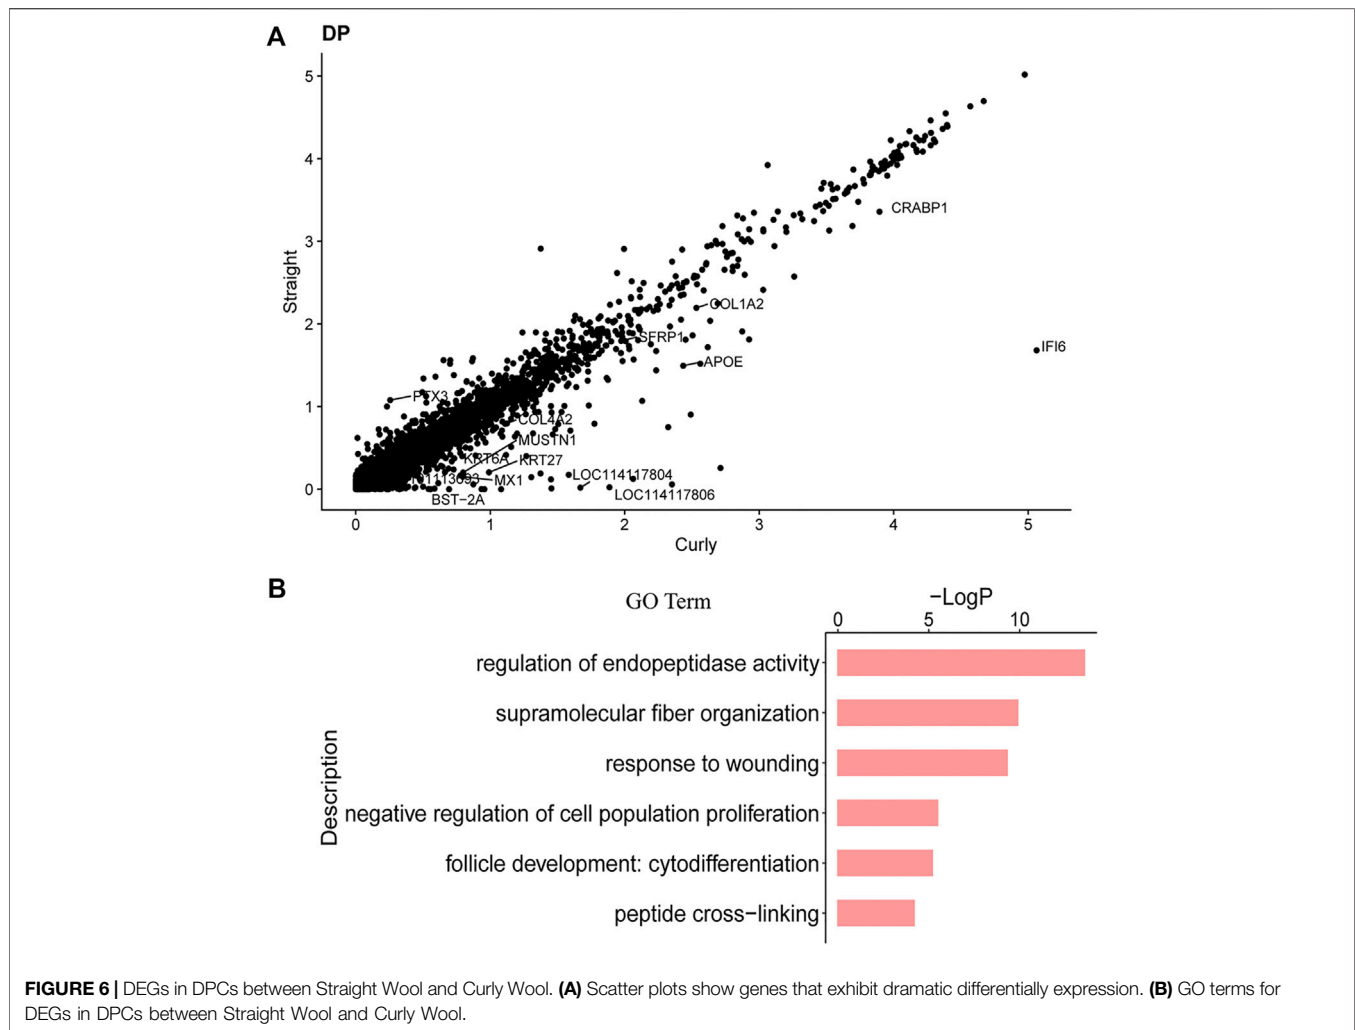 A
DP
5
4
3
2
1
0
Straight
CRABP1
COL1A2
SFRP1
IFI6
APOE
PTX3
COL4A2
MUSTN1
KRT6A
KRT27
MX1
LOC114117804
BST-2A
LOC114117806
0 1 2 3 4 5
Curly
B
GO Term
-LogP
0 5 10
Description
regulation of endopeptidase activity
supramolecular fiber organization
response to wounding
negative regulation of cell population proliferation
follicle development: cytodifferentiation
peptide cross-linking
FIGURE 6 | DEGs in DPCs between Straight Wool and Curly Wool. (A) Scatter plots show genes that exhibit dramatic differentially expression. (B) GO terms for
DEGs in DPCs between Straight Wool and Curly Wool.